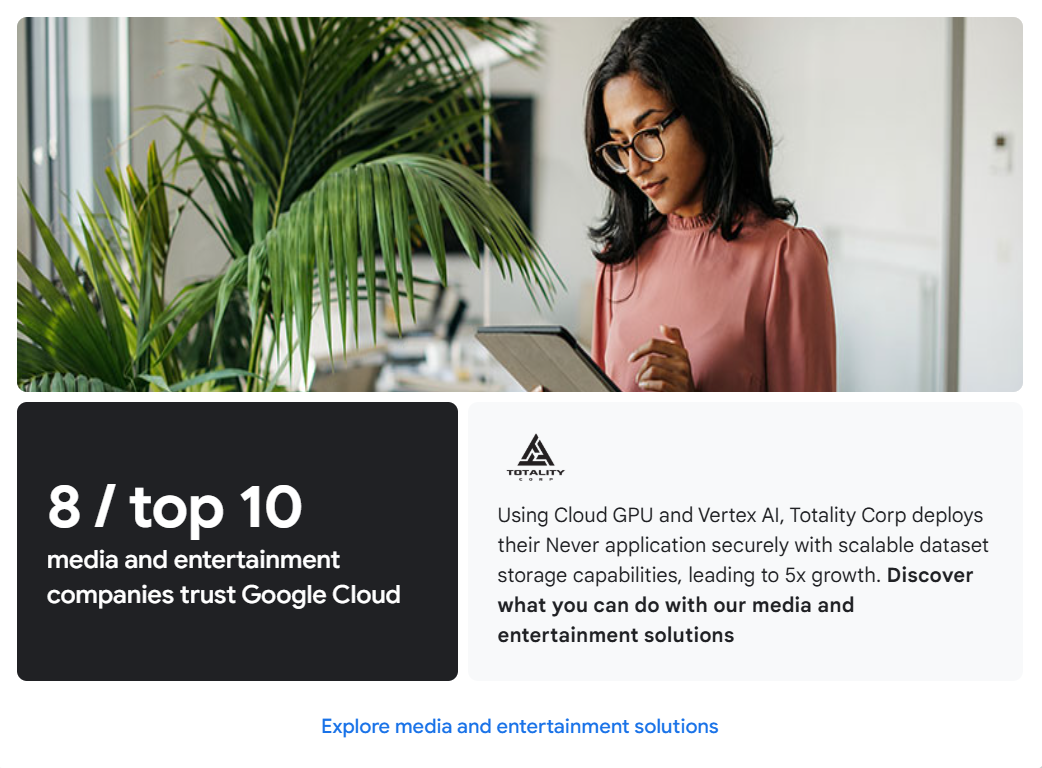 8 / top 10
media and entertainment
companies trust Google Cloud
TOTALITY
CORP
Using Cloud GPU and Vertex AI, Totality Corp deploys
their Never application securely with scalable dataset
storage capabilities, leading to 5x growth. Discover
what you can do with our media and
entertainment solutions
Explore media and entertainment solutions